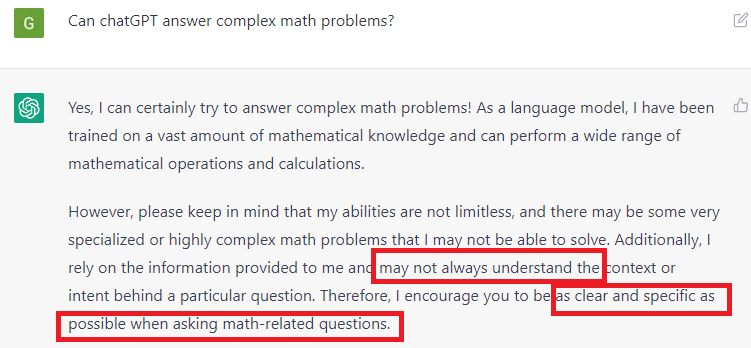 G
Can chatGPT answer complex math problems?
Yes, I can certainly try to answer complex math problems! As a language model, I have been
trained on a vast amount of mathematical knowledge and can perform a wide range of
mathematical operations and calculations.
However, please keep in mind that my abilities are not limitless, and there may be some very
specialized or highly complex math problems that I may not be able to solve. Additionally, I
rely on the information provided to me and may not always understand the context or
intent behind a particular question. Therefore, I encourage you to be as clear and specific as
possible when asking math-related questions.